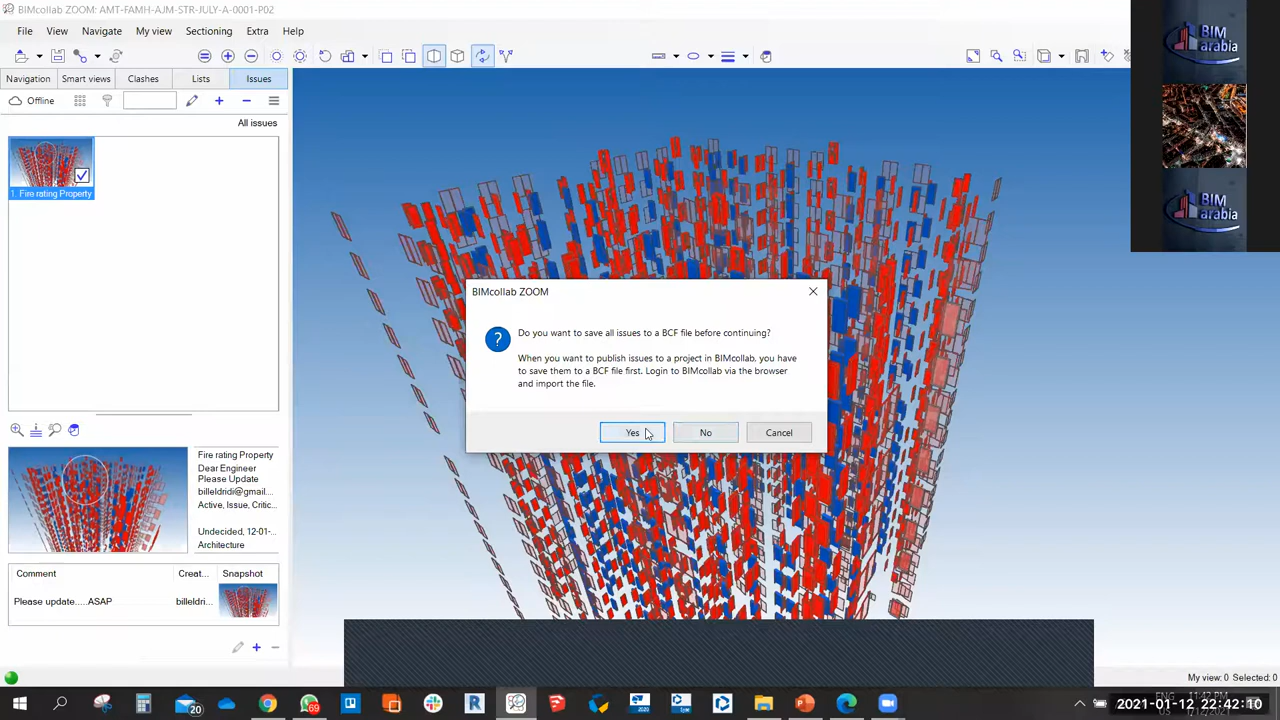 BIMcollab ZOOM: AMT-FAMH-AJM-STR-JULY-A-0001-P02
File View Navigate My view Sectioning Extra Help
Navigation Smart views Clashes Lists Issues
Offline
All issues
1. Fire rating Property
BIM
arabia
BIM
arabia
BIMcollab ZOOM
Do you want to save all issues to a BCF file before continuing?
When you want to publish issues to a project in BIMcollab, you have
to save them to a BCF file first. Login to BIMcollab via the browser
and import the file.
Yes No Cancel
Fire rating Property
Dear Engineer
Please Update
billeldridi@gmail....
Active, Issue, Critic...
Undecided, 12-01-...
Architecture
Comment Creat... Snapshot
Please update.....ASAP billeldri...
My view: 0 Selected: 0
20
69
2020
ENG 11:42 PM
2021-01-12 22:42:10